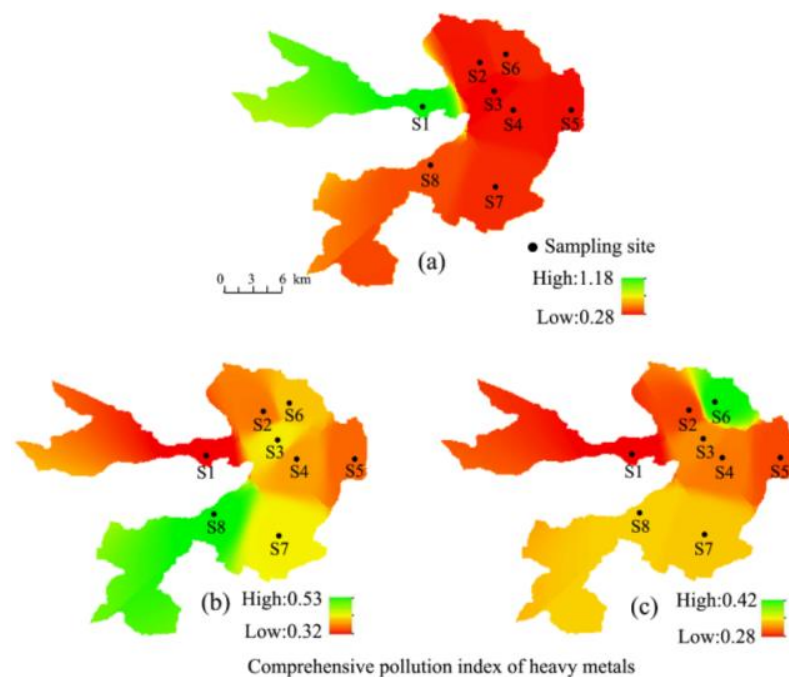 S2
S6
S3
S1
S4
S5
S8
S7
(a)
Sampling site
0 3 6 km
High:1.18
Low:0.28
S6
S2
S3
S1
S4
S5
S8
S7
(b)
High:0.53
Low:0.32
S6
S2
S3
S1
S4
S5
S8
S7
(c)
High:0.42
Low:0.28
Comprehensive pollution index of heavy metals